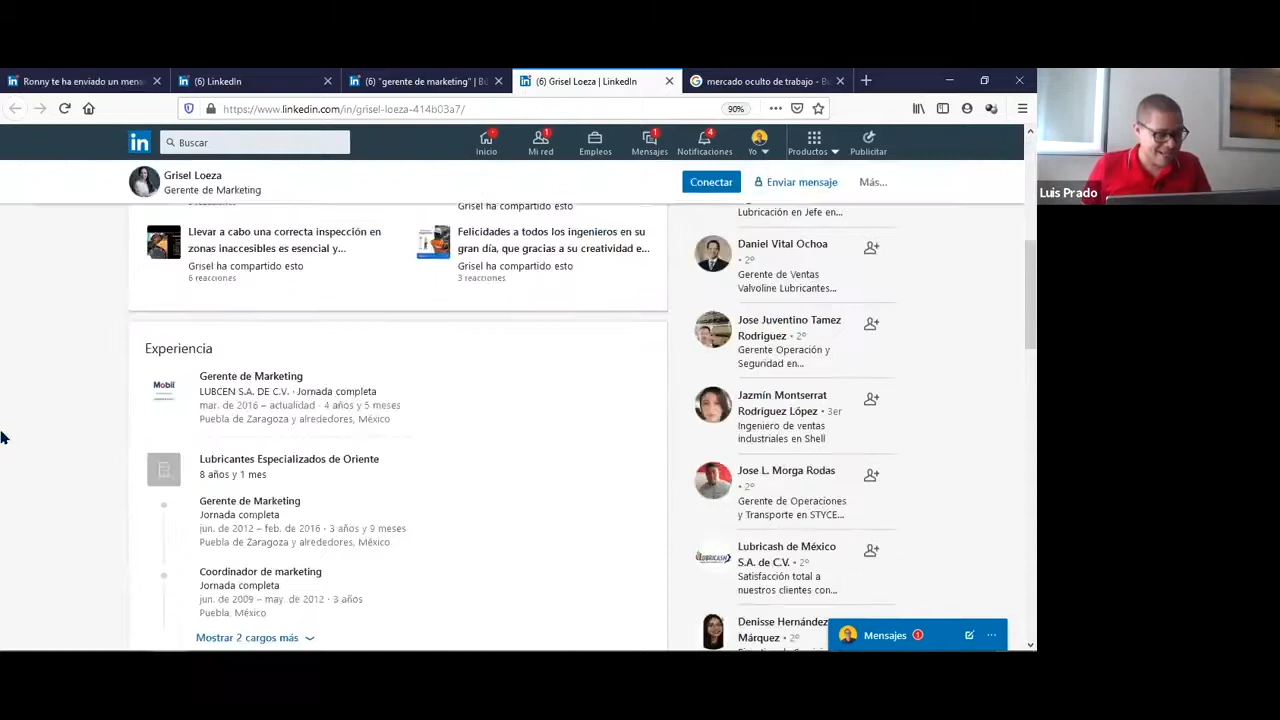 Ronny te ha enviado un mens
(6) LinkedIn
(6) "gerente de marketing" | Bú
(6) Grisel Loeza | LinkedIn
mercado oculto de trabajo - Bu
https://www.linkedin.com/in/grisel-loeza-414b03a7/
90%
in
Buscar
Inicio
1
Mi red
Empleos
1
Mensajes
4
Notificaciones
Yo
Productos
Publicitar
Grisel Loeza
Gerente de Marketing
Conectar
Enviar mensaje
Más...
Luis Prado
Grisel ha compartido esto
Llevar a cabo una correcta inspección en
zonas inaccesibles es esencial y...
Grisel ha compartido esto
6 reacciones
Felicidades a todos los ingenieros en su
gran día, que gracias a su creatividad e...
Grisel ha compartido esto
3 reacciones
Experiencia
Mobil
Gerente de Marketing
LUBCEN S.A. DE C.V. · Jornada completa
mar. de 2016 – actualidad · 4 años y 5 meses
Puebla de Zaragoza y alrededores, México
Lubricantes Especializados de Oriente
8 años y 1 mes
Gerente de Marketing
Jornada completa
jun. de 2012 – feb. de 2016 · 3 años y 9 meses
Puebla de Zaragoza y alrededores, México
Coordinador de marketing
Jornada completa
jun. de 2009 – may. de 2012 · 3 años
Puebla, México
Mostrar 2 cargos más
Lubricación en Jefe en...
Daniel Vital Ochoa
• 2º
Gerente de Ventas
Valvoline Lubricantes...
Jose Juventino Tamez
Rodriguez • 2º
Gerente Operación y
Seguridad en...
Jazmín Montserrat
Rodríguez López • 3er
Ingeniero de ventas
industriales en Shell
Jose L. Morga Rodas
• 2º
Gerente de Operaciones
y Transporte en STYCE...
LUBRICASH
Lubricash de México
S.A. de C.V. • 2º
Satisfacción total a
nuestros clientes con...
Denisse Hernández
Márquez • 2º
Mensajes 1